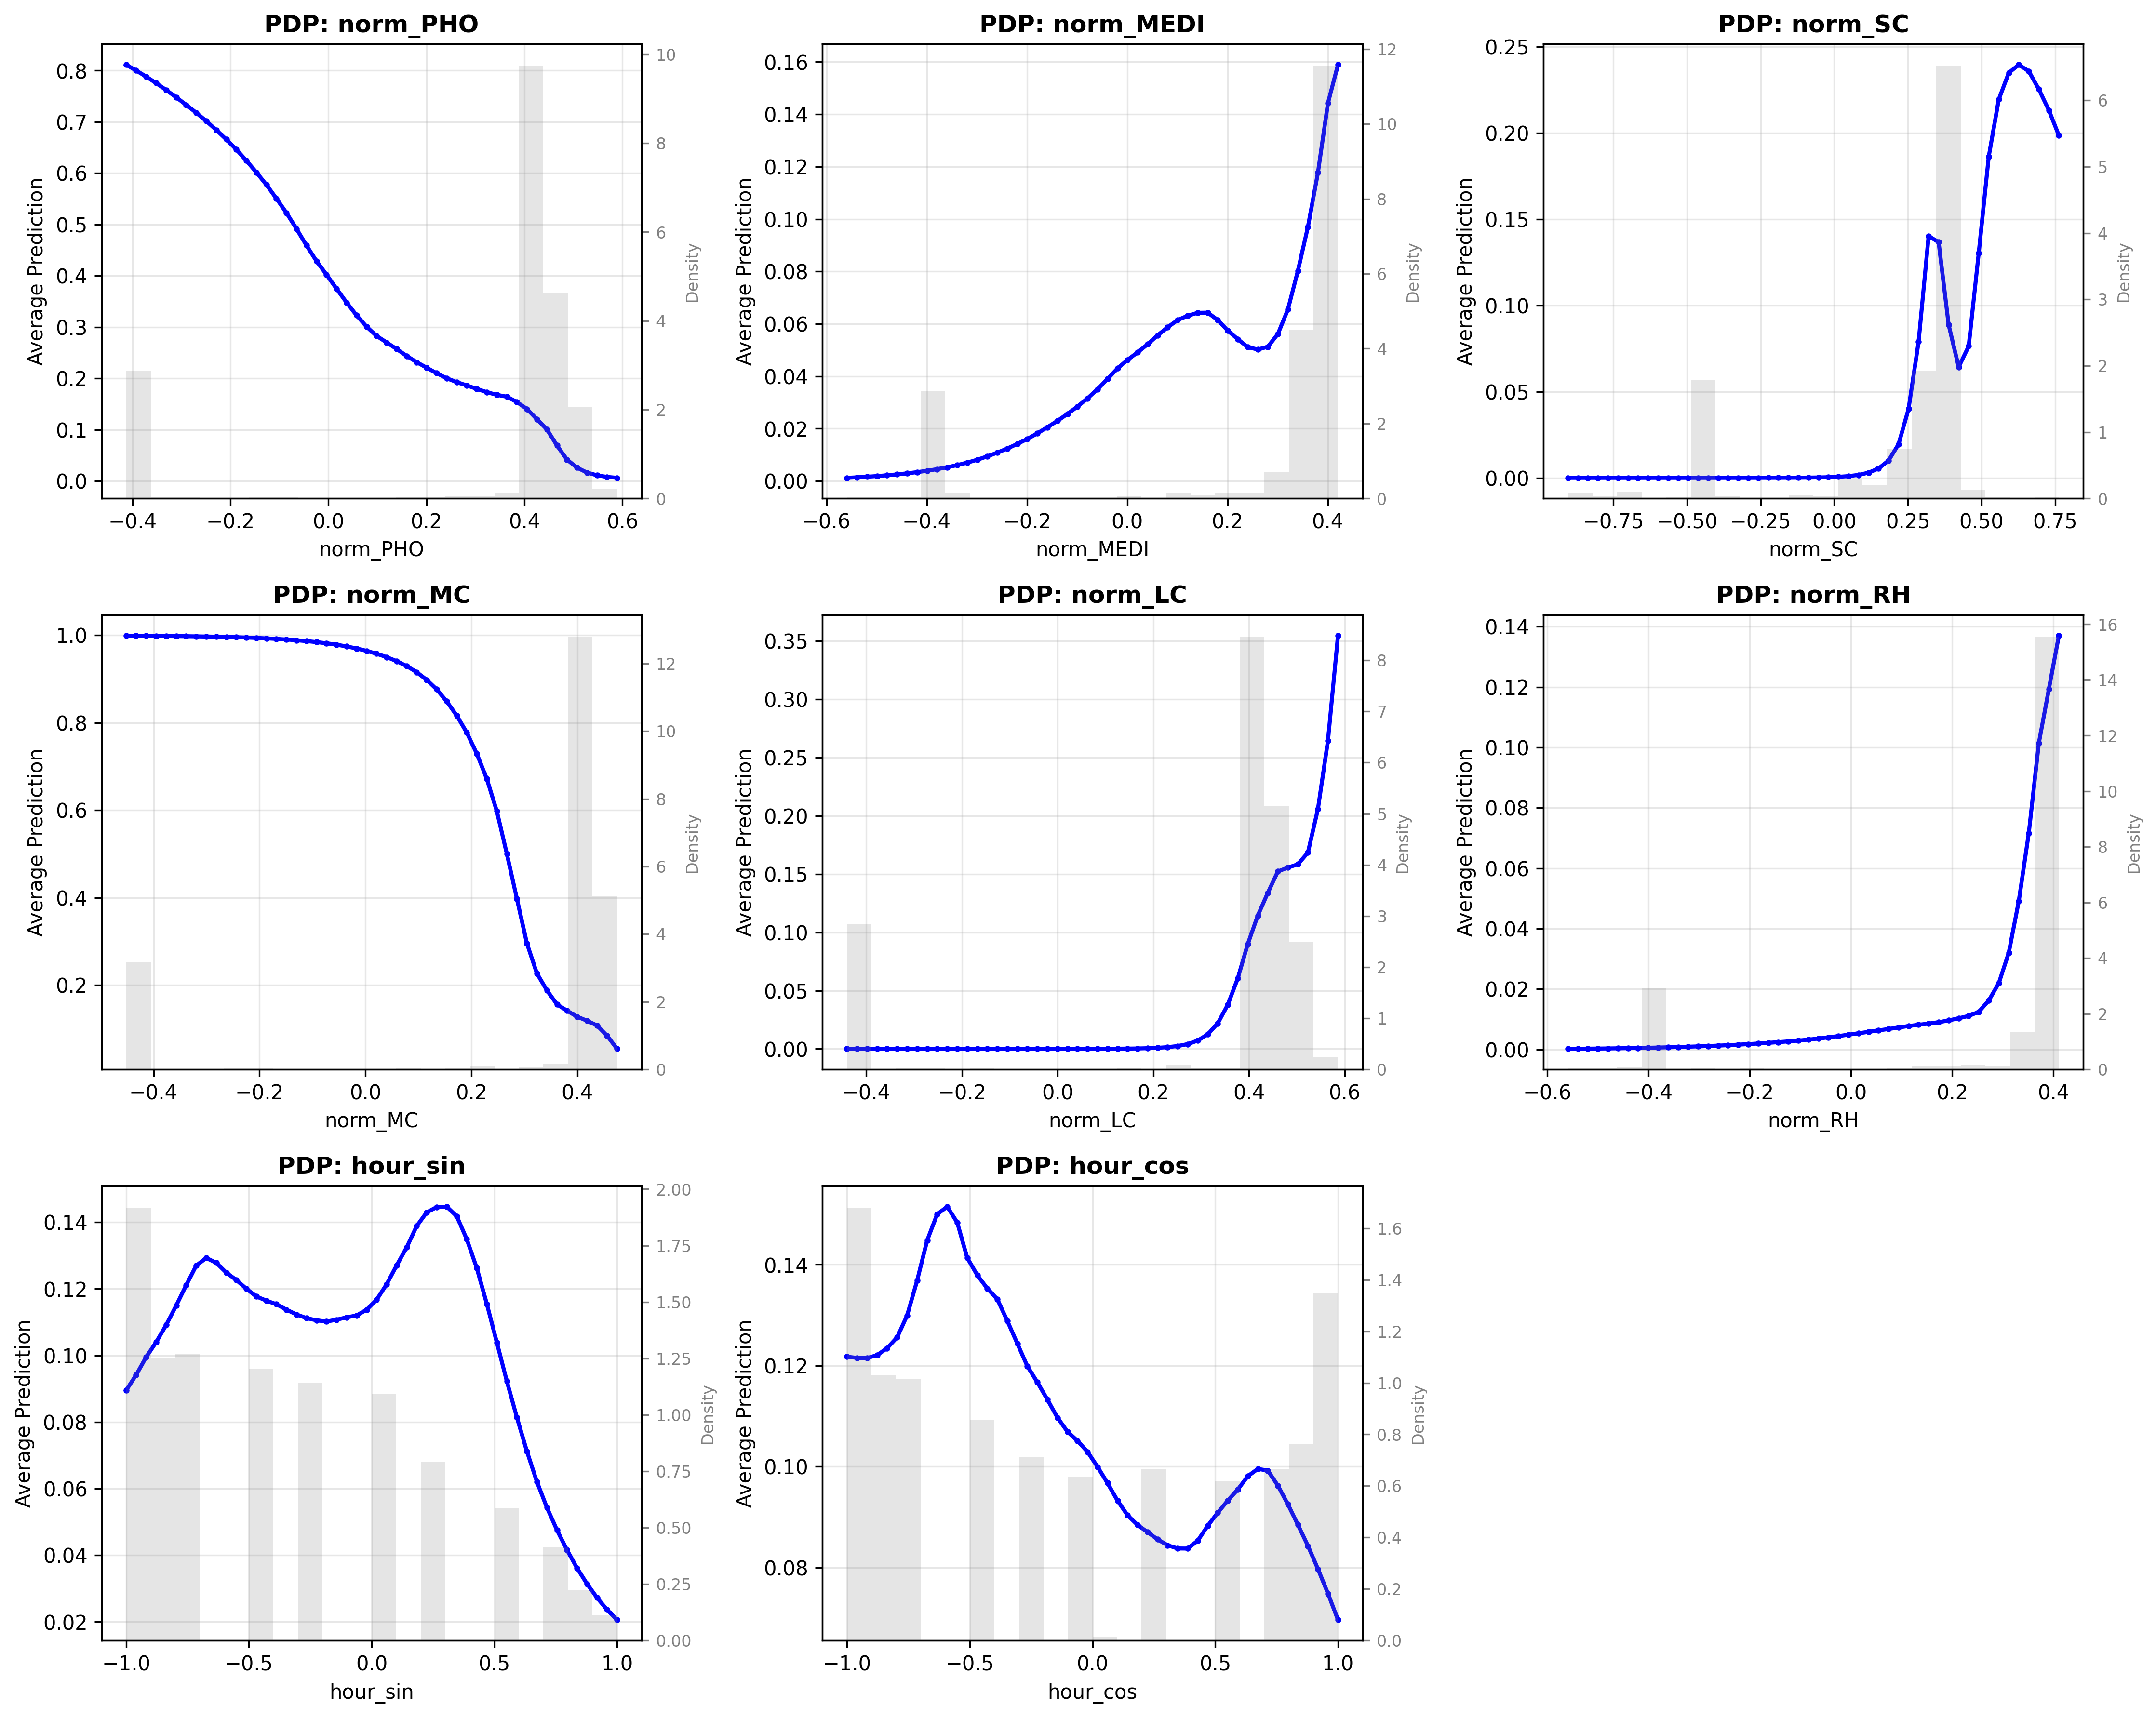 PDP: norm_PHO
0.8
0.7
0.6
0.5
0.4
0.3
0.2
0.1
0.0
Average Prediction
10
8
6
4
2
0
Density
−0.4 −0.2 0.0 0.2 0.4 0.6
norm_PHO
PDP: norm_MEDI
0.16
0.14
0.12
0.10
0.08
0.06
0.04
0.02
0.00
Average Prediction
12
10
8
6
4
2
0
Density
−0.6 −0.4 −0.2 0.0 0.2 0.4
norm_MEDI
PDP: norm_SC
0.25
0.20
0.15
0.10
0.05
0.00
Average Prediction
6
5
4
3
2
1
0
Density
−0.75 −0.50 −0.25 0.00 0.25 0.50 0.75
norm_SC
PDP: norm_MC
1.0
0.8
0.6
0.4
0.2
Average Prediction
12
10
8
6
4
2
0
Density
−0.4 −0.2 0.0 0.2 0.4
norm_MC
PDP: norm_LC
0.35
0.30
0.25
0.20
0.15
0.10
0.05
0.00
Average Prediction
8
7
6
5
4
3
2
1
0
Density
−0.4 −0.2 0.0 0.2 0.4 0.6
norm_LC
PDP: norm_RH
0.14
0.12
0.10
0.08
0.06
0.04
0.02
0.00
Average Prediction
16
14
12
10
8
6
4
2
0
Density
−0.6 −0.4 −0.2 0.0 0.2 0.4
norm_RH
PDP: hour_sin
0.14
0.12
0.10
0.08
0.06
0.04
0.02
Average Prediction
2.00
1.75
1.50
1.25
1.00
0.75
0.50
0.25
0.00
Density
−1.0 −0.5 0.0 0.5 1.0
hour_sin
PDP: hour_cos
0.14
0.12
0.10
0.08
Average Prediction
1.6
1.4
1.2
1.0
0.8
0.6
0.4
0.2
0.0
Density
−1.0 −0.5 0.0 0.5 1.0
hour_cos